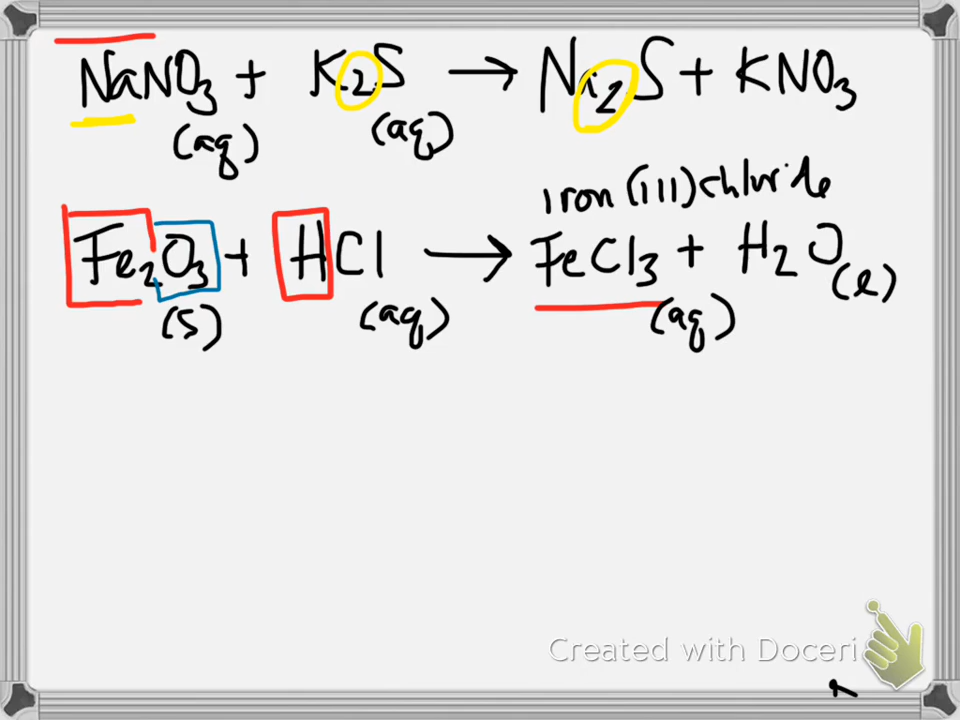 NaNO₃ + K₂S → Na₂S + KNO₃
(aq) (aq)
iron (III) chloride
Fe₂O₃ + HCl → FeCl₃ + H₂O(l)
(s) (aq) (aq)
Created with Doceri